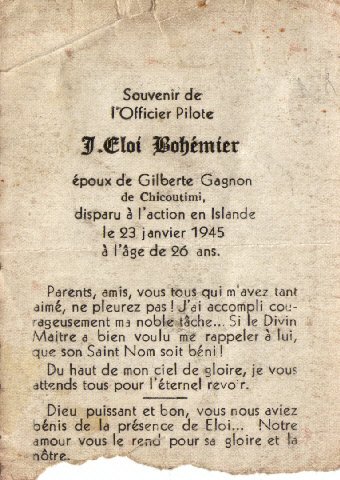 Souvenir de
l'Officier Pilote
J. Eloi Bohémier
époux de Gilberte Gagnon
de Chicoutimi,
disparu à l'action en Islande
le 23 janvier 1945
à l'âge de 26 ans.
Parents, amis, vous tous qui m'avez tant
aimé, ne pleurez pas! J'ai accompli cou-
rageusement ma noble tâche... Si le Divin
Maître a bien voulu me rappeler à lui,
que son Saint Nom soit béni!
Du haut de mon ciel de gloire, je vous
attends tous pour l'éternel revoir.
Dieu puissant et bon, vous nous aviez
bénis de la présence de Eloi... Notre
amour vous le rend pour sa gloire et la
nôtre.